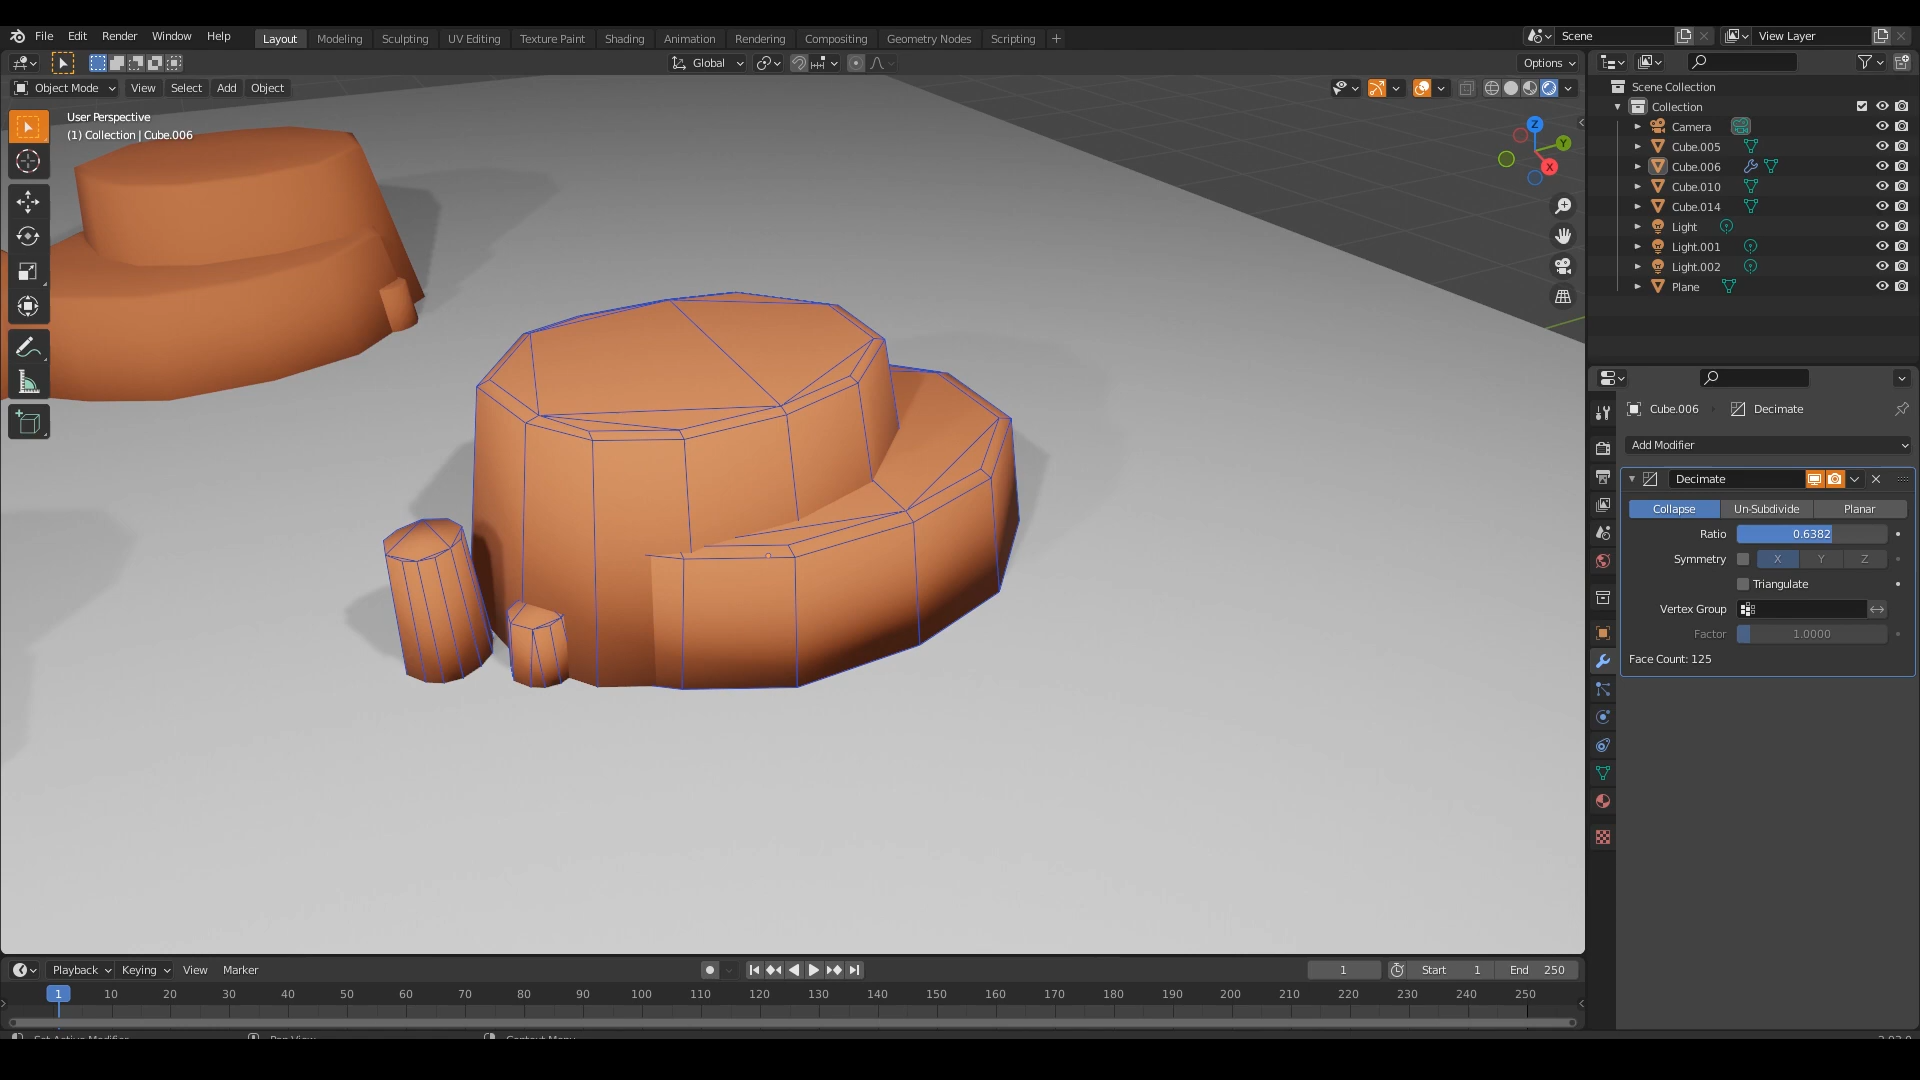 File Edit Render Window Help
Layout Modeling Sculpting UV Editing Texture Paint Shading Animation Rendering Compositing Geometry Nodes Scripting +
Scene
View Layer
Global
Options
Object Mode View Select Add Object
User Perspective
(1) Collection | Cube.006
Z
Y
X
Scene Collection
Collection
Camera
Cube.005
Cube.006
Cube.010
Cube.014
Light
Light.001
Light.002
Plane
Cube.006 Decimate
Add Modifier
Decimate
Collapse Un-Subdivide Planar
Ratio 0.6382
Symmetry X Y Z
Triangulate
Vertex Group
Factor 1.0000
Face Count: 125
Playback Keying View Marker
1 Start 1 End 250
1 10 20 30 40 50 60 70 80 90 100 110 120 130 140 150 160 170 180 190 200 210 220 230 240 250